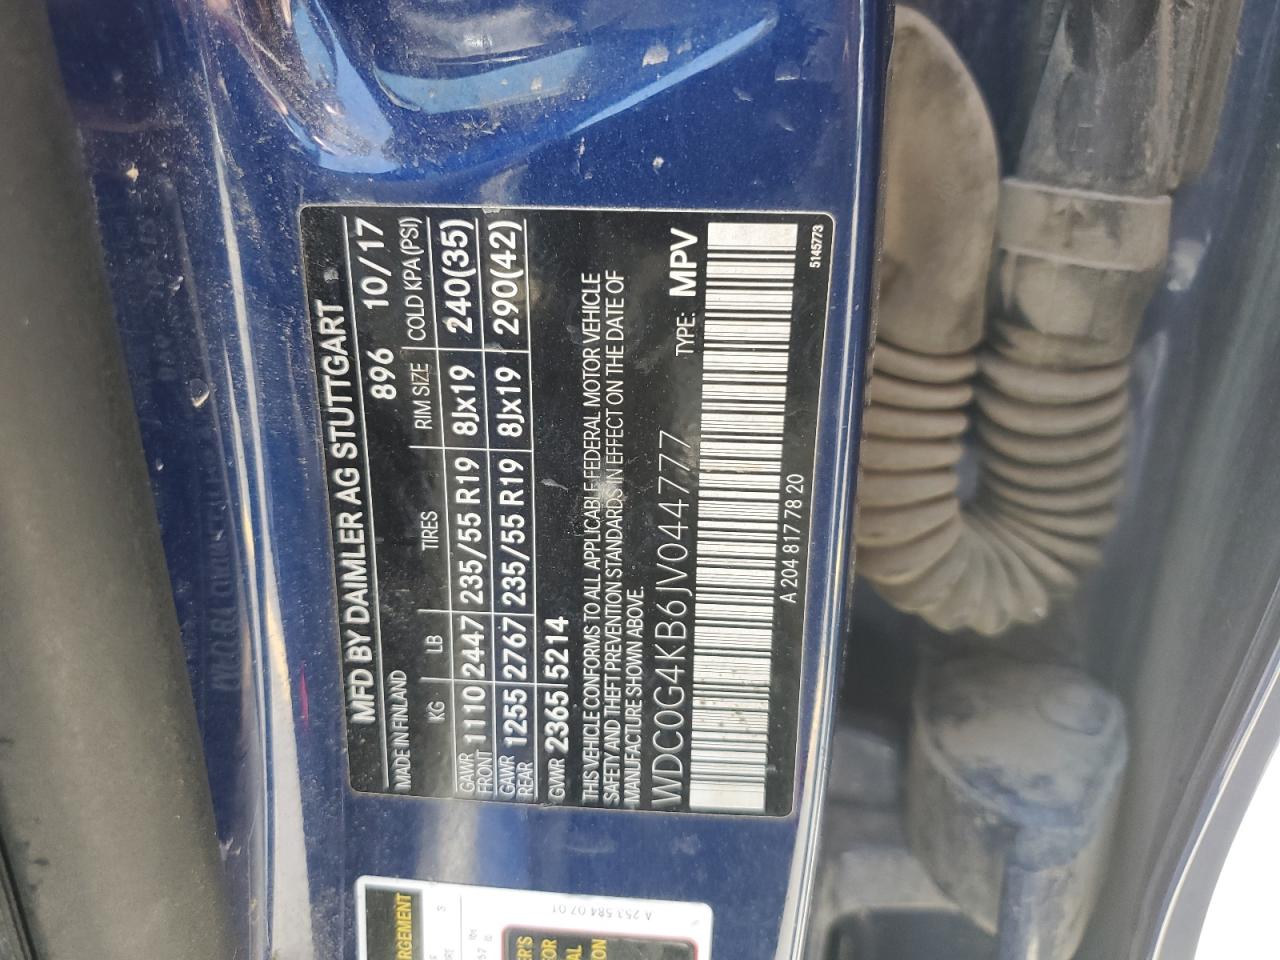 MFD BY DAIMLER AG STUTTGART
MADE IN FINLAND 896 10/17
KG LB TIRES RIM SIZE COLD KPA (PSI)
GAWR FRONT 1110 2447 235/55 R19 8Jx19 240(35)
GAWR REAR 1255 2767 235/55 R19 8Jx19 290(42)
GVWR 2365 5214
THIS VEHICLE CONFORMS TO ALL APPLICABLE FEDERAL MOTOR VEHICLE
SAFETY AND THEFT PREVENTION STANDARDS IN EFFECT ON THE DATE OF
MANUFACTURE SHOWN ABOVE.
WDC0G4KB6JV044777 TYPE: MPV
A 204 817 78 20 5145773
A 253 584 07 01